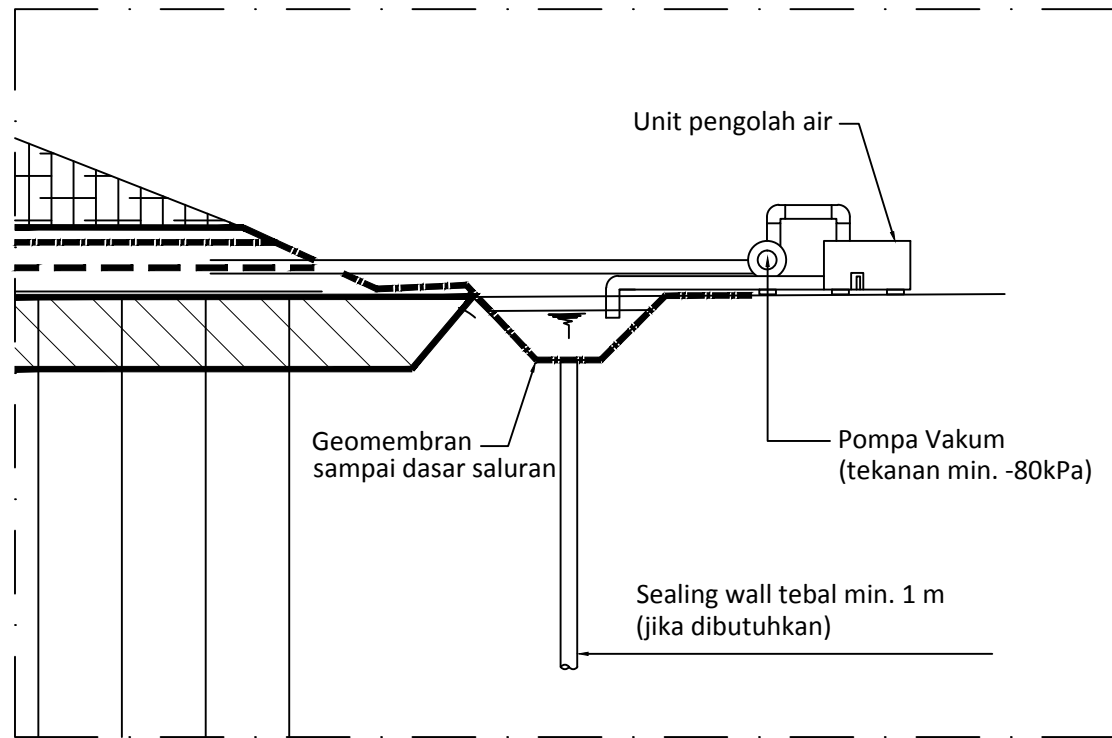 Unit pengolah air
Geomembran
sampai dasar saluran
Pompa Vakum
(tekanan min. -80kPa)
Sealing wall tebal min. 1 m
(jika dibutuhkan)